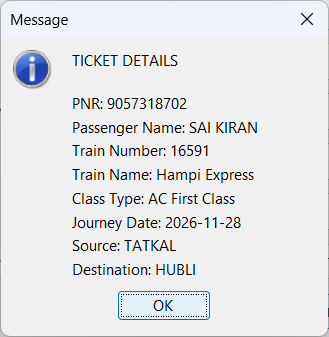 Message
TICKET DETAILS
PNR: 9057318702
Passenger Name: SAI KIRAN
Train Number: 16591
Train Name: Hampi Express
Class Type: AC First Class
Journey Date: 2026-11-28
Source: TATKAL
Destination: HUBLI
OK